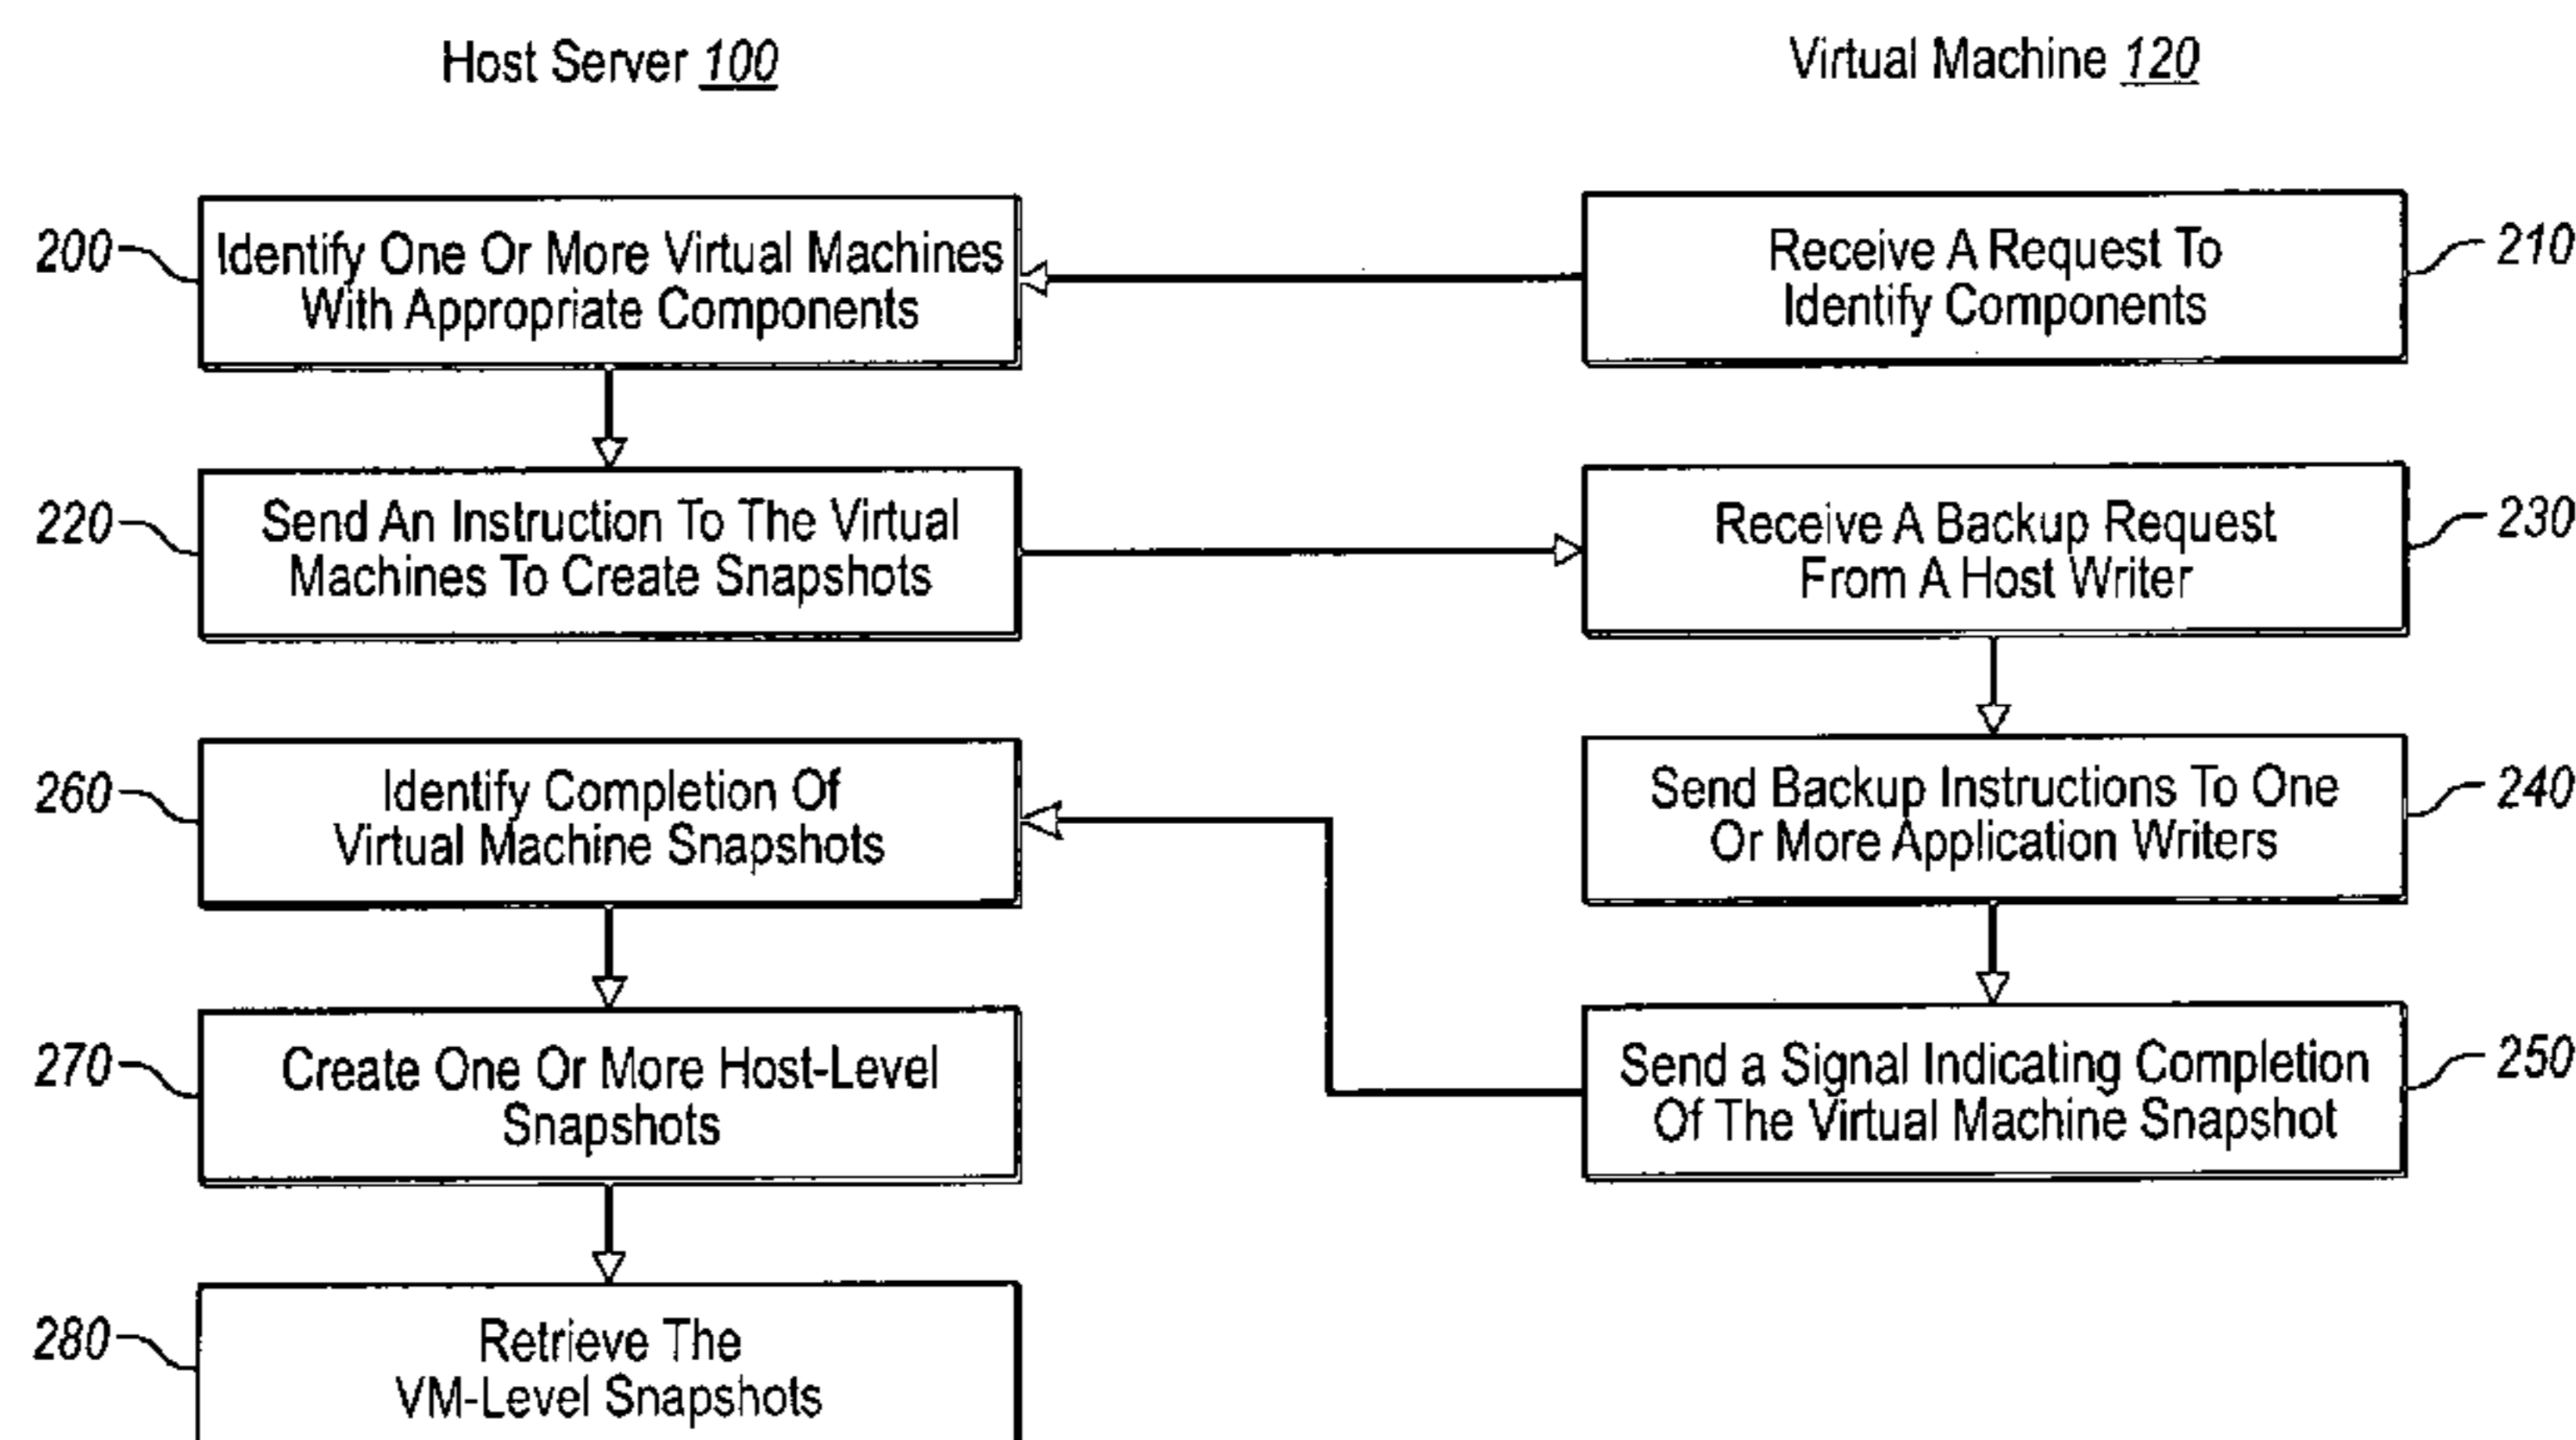 Host Server 100
Virtual Machine 120
200
Identify One Or More Virtual Machines
With Appropriate Components
Receive A Request To
Identify Components
210
220
Send An Instruction To The Virtual
Machines To Create Snapshots
Receive A Backup Request
From A Host Writer
230
260
Identify Completion Of
Virtual Machine Snapshots
Send Backup Instructions To One
Or More Application Writers
240
270
Create One Or More Host-Level
Snapshots
Send a Signal Indicating Completion
Of The Virtual Machine Snapshot
250
280
Retrieve The
VM-Level Snapshots